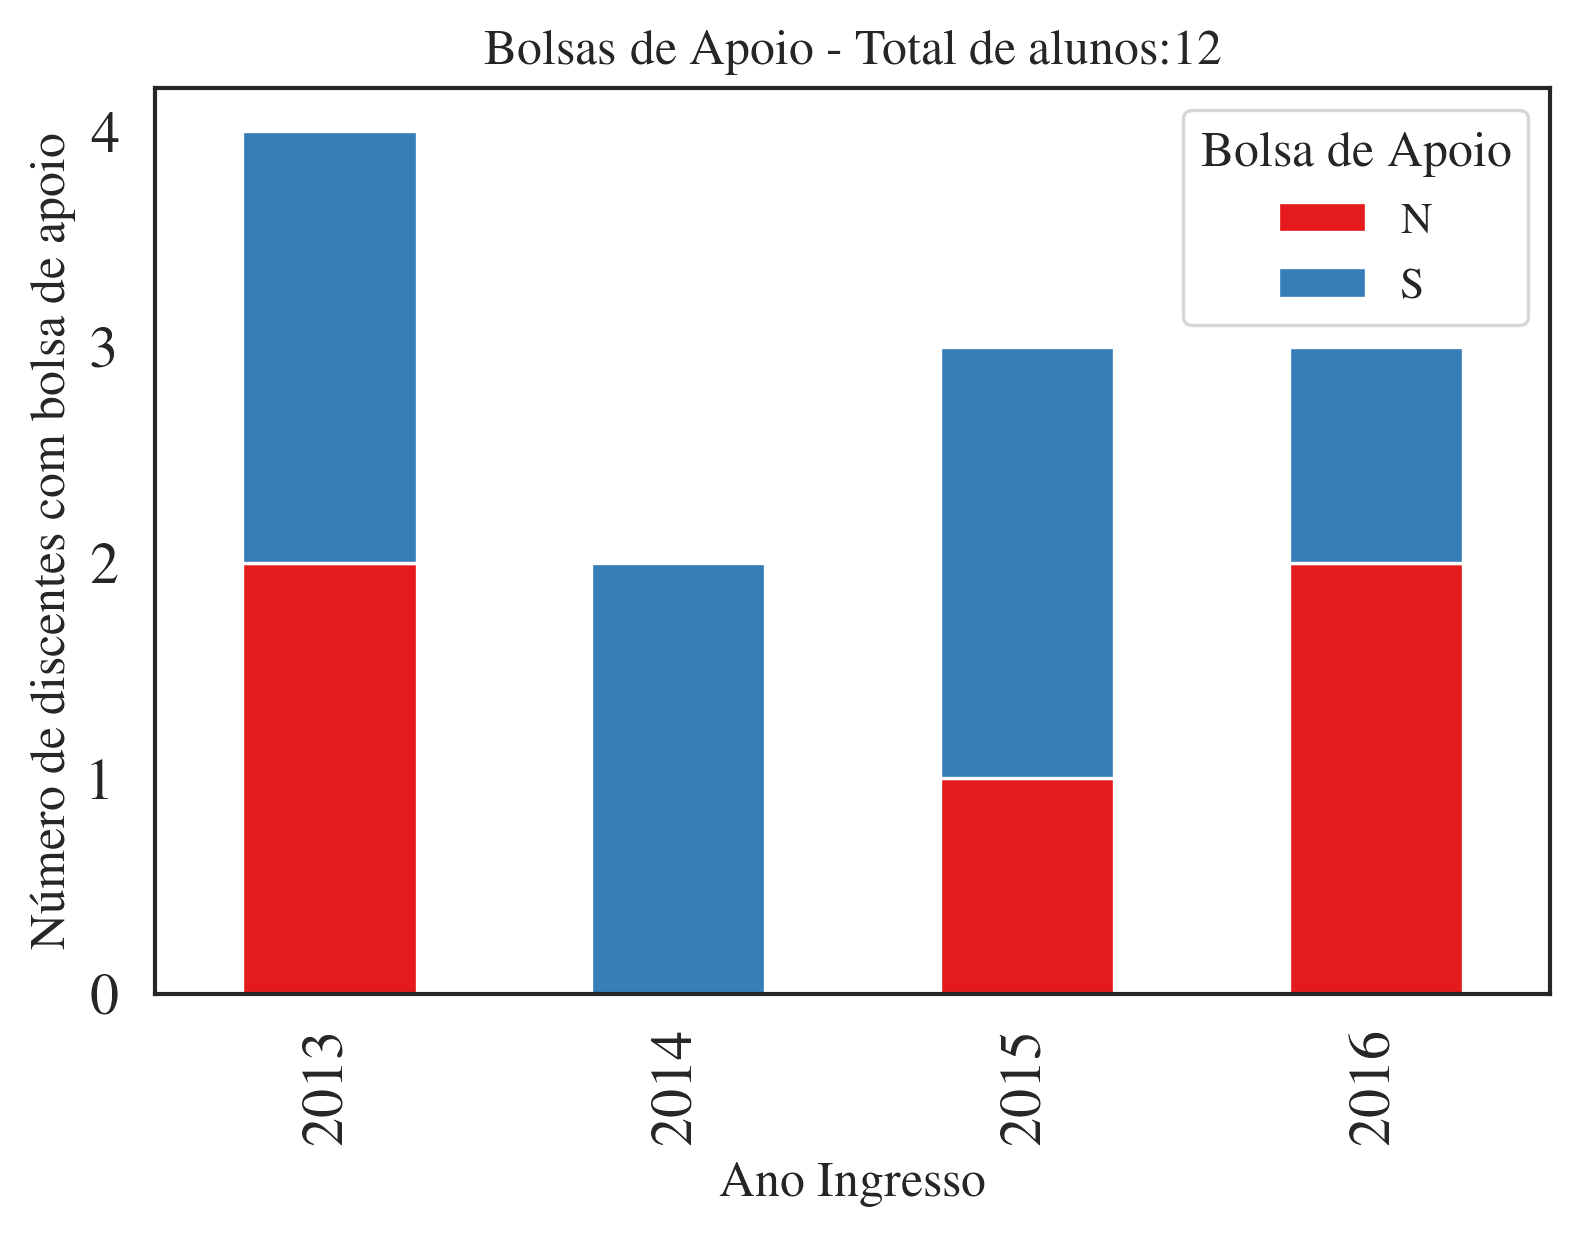 Bolsas de Apoio - Total de alunos:12
Número de discentes com bolsa de apoio
4
3
2
1
0
Bolsa de Apoio
N
S
2013
2014
2015
2016
Ano Ingresso